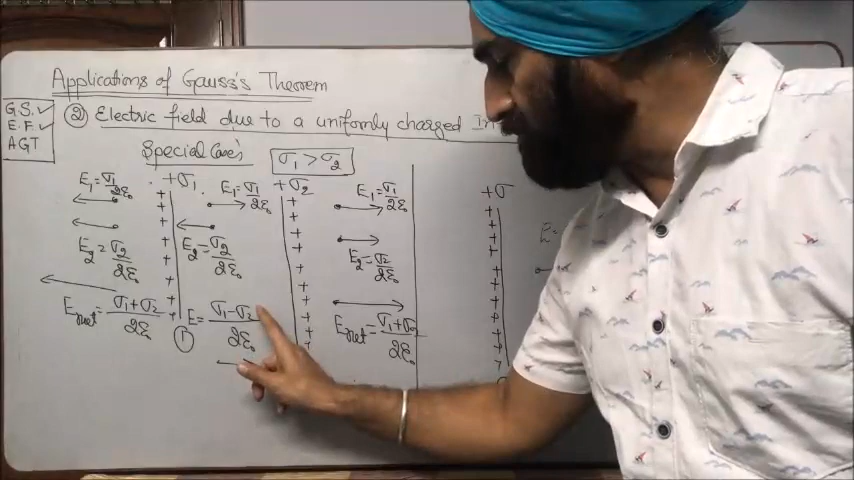 Applications of Gauss's Theorem
G.S. ✓
E.F. ✓
AGT
② Electric field due to a uniformly charged
Special Case's
σ₁ > σ₂
E₁ = σ₁/2ε₀
+σ₁
E₁ = σ₁/2ε₀
+σ₂
E₁ = σ₁/2ε₀
+σ
E₂ = σ₂/2ε₀
E₂ = σ₂/2ε₀
E₂ = σ₂/2ε₀
E =
Enet = σ₁+σ₂/2ε₀
① E = σ₁-σ₂/2ε₀
Enet = σ₁+σ₂/2ε₀